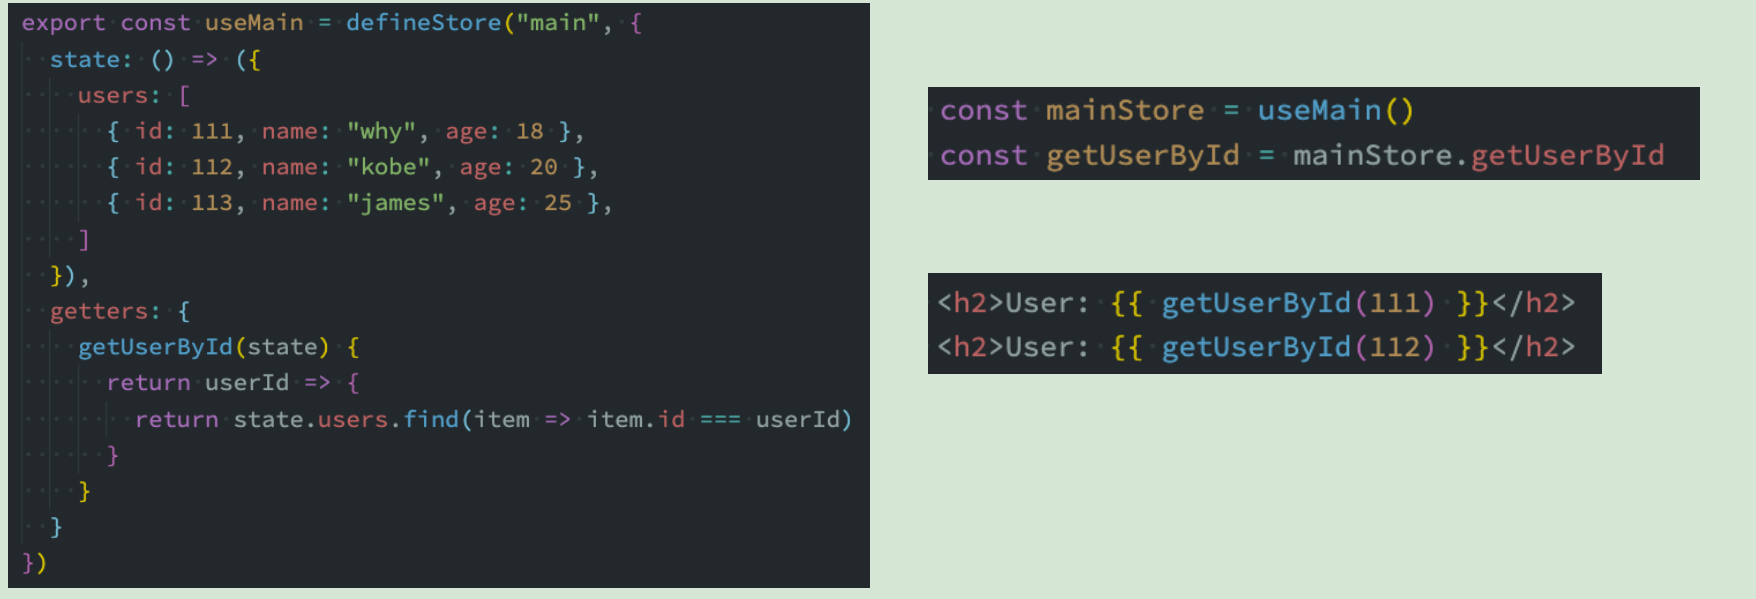 export const useMain = defineStore("main", {
  state: () => ({
    users: [
      { id: 111, name: "why", age: 18 },
      { id: 112, name: "kobe", age: 20 },
      { id: 113, name: "james", age: 25 },
    ]
  }),
  getters: {
    getUserById(state) {
      return userId => {
        return state.users.find(item => item.id === userId)
      }
    }
  }
})
const mainStore = useMain()
const getUserById = mainStore.getUserById
<h2>User: {{ getUserById(111) }}</h2>
<h2>User: {{ getUserById(112) }}</h2>